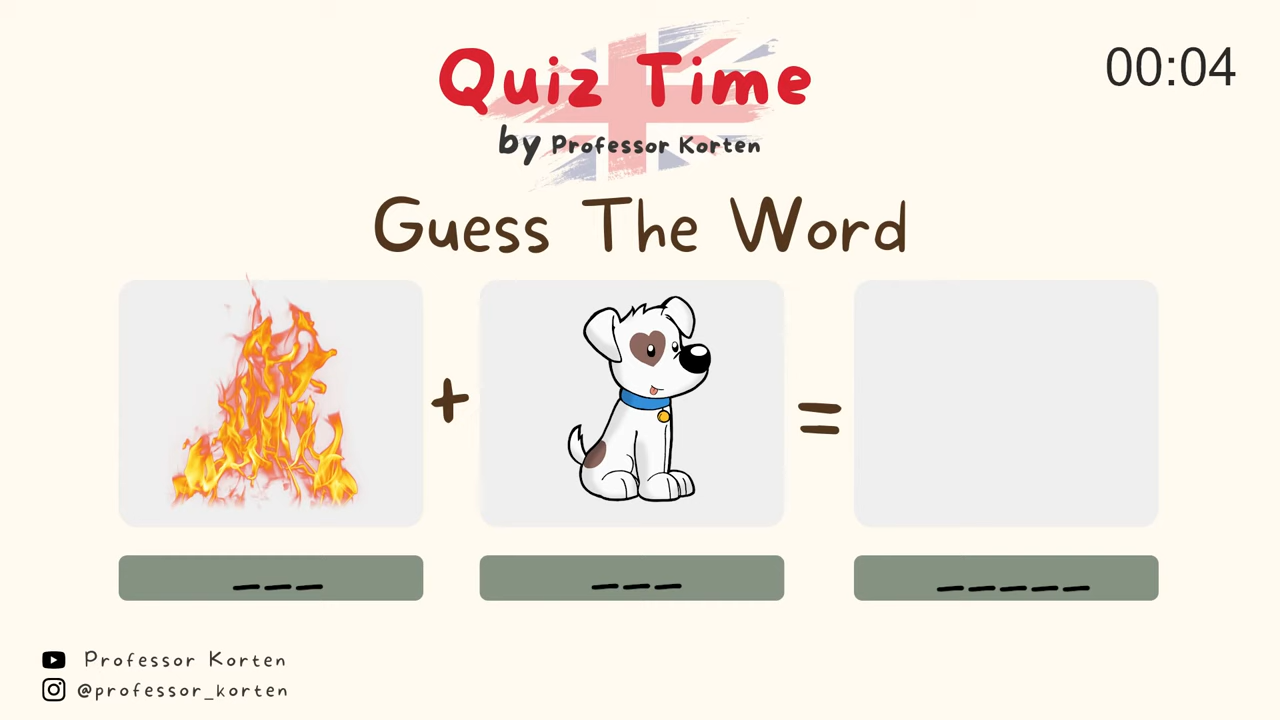 Quiz Time
by Professor Korten
00:04
Guess The Word
+ =
_ _ _ _ _ _ _ _ _ _ _
Professor Korten
@professor_korten